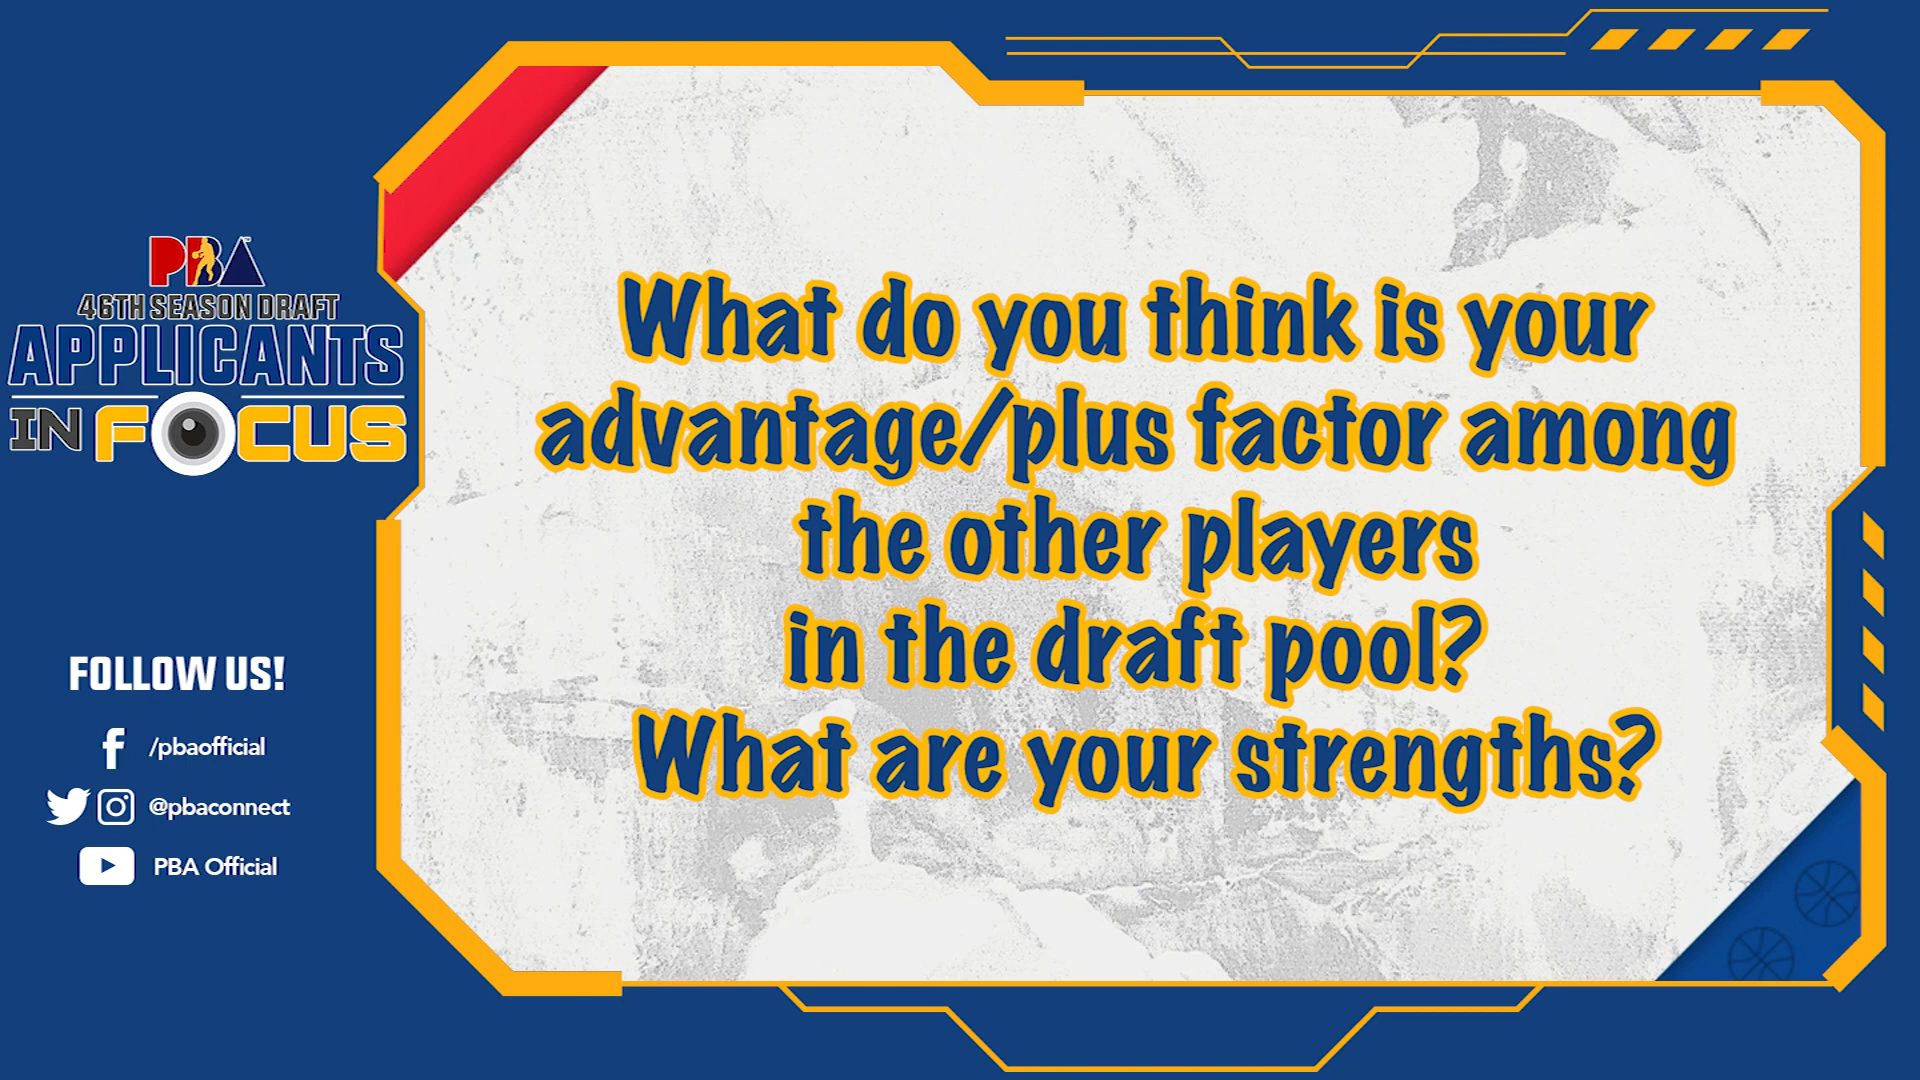 PBA
46TH SEASON DRAFT
APPLICANTS
IN FOCUS
FOLLOW US!
/pbaofficial
@pbaconnect
PBA Official
What do you think is your
advantage/plus factor among
the other players
in the draft pool?
What are your strengths?